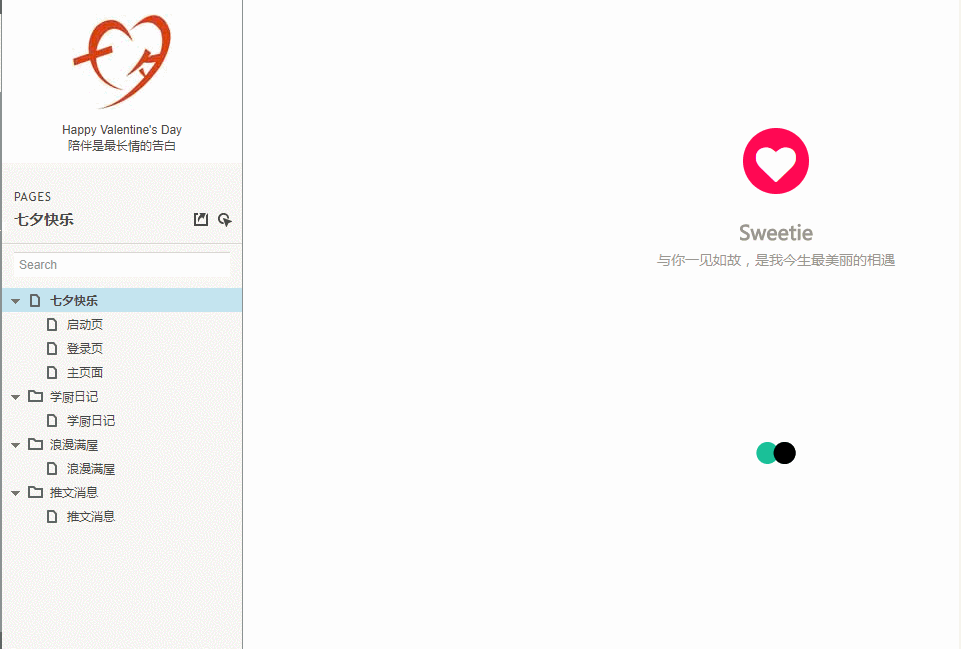 七夕
Happy Valentine's Day
陪伴是最长情的告白
PAGES
七夕快乐
Search
七夕快乐
启动页
登录页
主页面
学厨日记
学厨日记
浪漫满屋
浪漫满屋
推文消息
推文消息
Sweetie
与你一见如故，是我今生最美丽的相遇